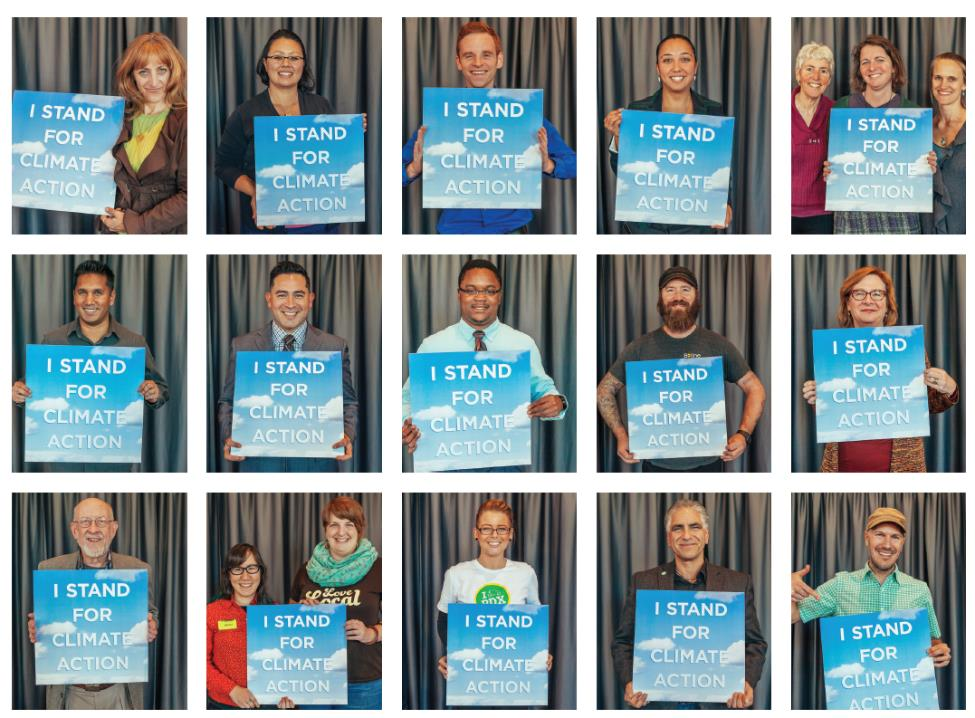 I STAND
FOR
CLIMATE
ACTION
I STAND
FOR
CLIMATE
ACTION
I STAND
FOR
CLIMATE
ACTION
I STAND
FOR
CLIMATE
ACTION
I STAND
FOR
CLIMATE
ACTION
I STAND
FOR
CLIMATE
ACTION
I STAND
FOR
CLIMATE
ACTION
I STAND
FOR
CLIMATE
ACTION
I STAND
FOR
CLIMATE
ACTION
I STAND
FOR
CLIMATE
ACTION
I STAND
FOR
CLIMATE
ACTION
Love
Local
I STAND
FOR
CLIMATE
ACTION
I
PDX
I STAND
FOR
CLIMATE
ACTION
I STAND
FOR
CLIMATE
ACTION
I STAND
FOR
CLIMATE
ACTION